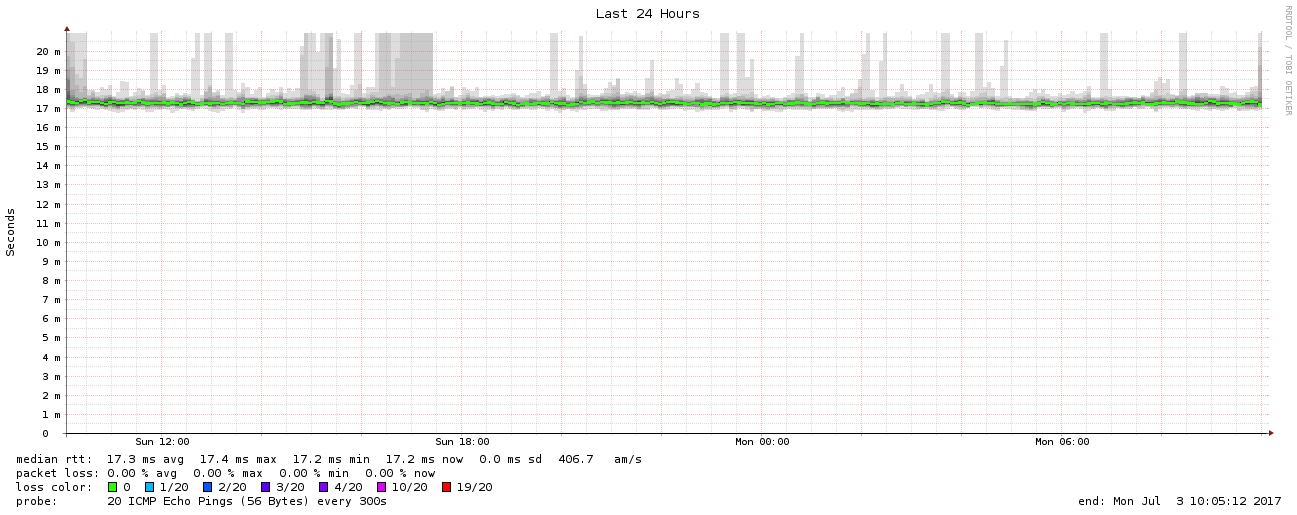 Last 24 Hours
RRDTOOL / TOBI OETIKER
Seconds
20 m
19 m
18 m
17 m
16 m
15 m
14 m
13 m
12 m
11 m
10 m
9 m
8 m
7 m
6 m
5 m
4 m
3 m
2 m
1 m
0
Sun 12:00 Sun 18:00 Mon 00:00 Mon 06:00
median rtt: 17.3 ms avg 17.4 ms max 17.2 ms min 17.2 ms now 0.0 ms sd 406.7 am/s
packet loss: 0.00 % avg 0.00 % max 0.00 % min 0.00 % now
loss color: 0 1/20 2/20 3/20 4/20 10/20 19/20
probe: 20 ICMP Echo Pings (56 Bytes) every 300s end: Mon Jul 3 10:05:12 2017